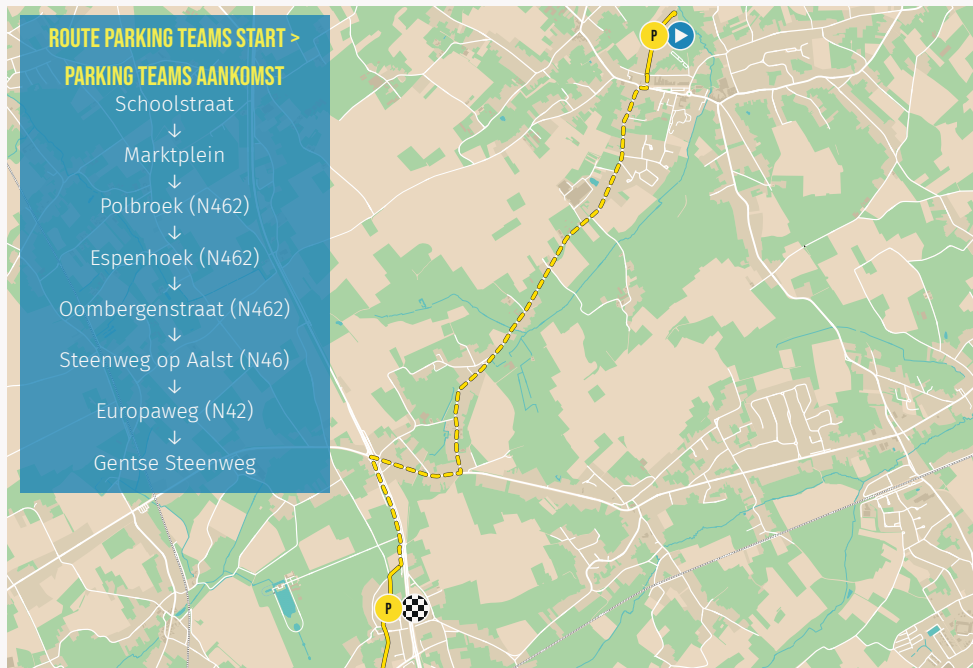 ROUTE PARKING TEAMS START >
PARKING TEAMS AANKOMST
Schoolstraat
↓
Marktplein
↓
Polbroek (N462)
↓
Espenhoek (N462)
↓
Oombergenstraat (N462)
↓
Steenweg op Aalst (N46)
↓
Europaweg (N42)
↓
Gentse Steenweg
P
P